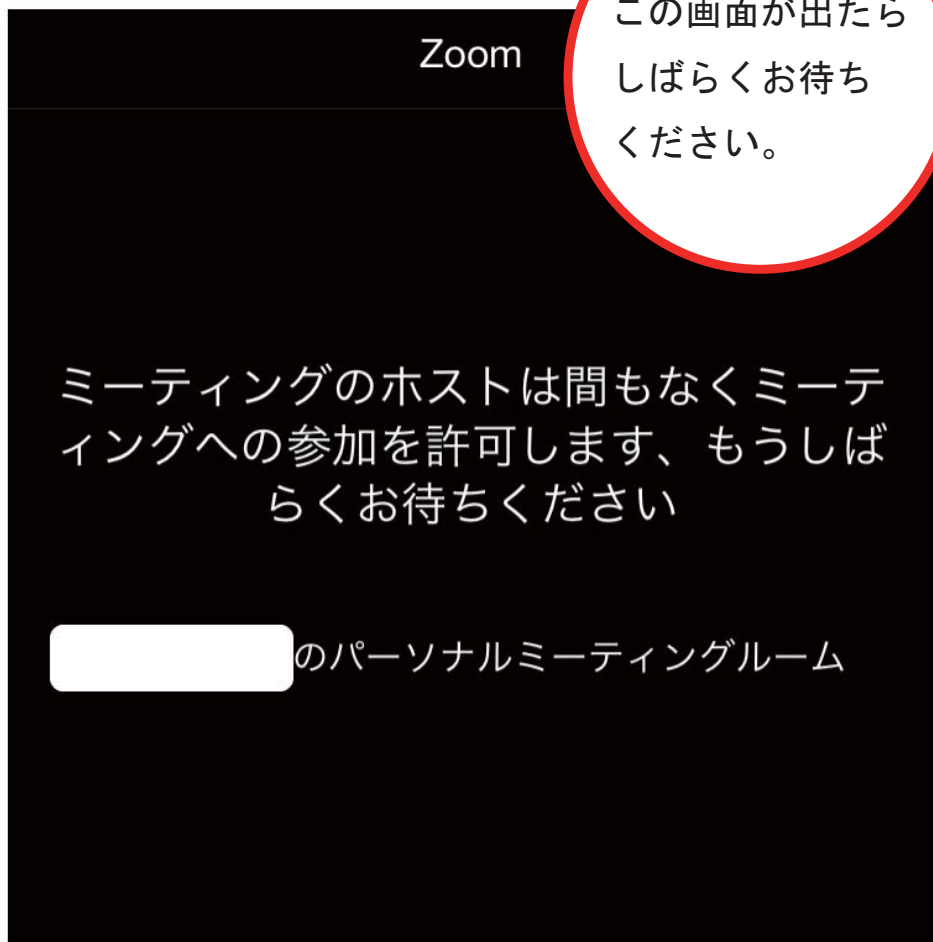 Zoom
この画面が出たら
しばらくお待ち
ください。
ミーティングのホストは間もなくミーテ
ィングへの参加を許可します、もうしば
らくお待ちください
のパーソナルミーティングルーム